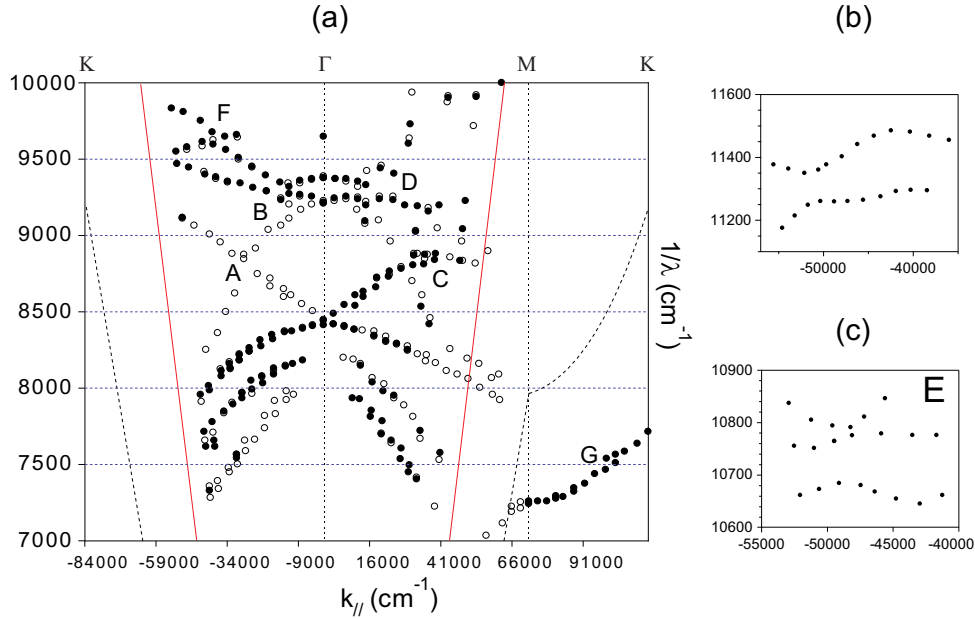 (a)
(b)
K Γ M K
10000
9500
9000
8500
8000
7500
7000
F
B
D
A
C
G
-84000 -59000 -34000 -9000 16000 41000 66000 91000
k// (cm-1)
1/λ (cm-1)
11600
11400
11200
-50000 -40000
(c)
10900
10800
10700
10600
E
-55000 -50000 -45000 -40000